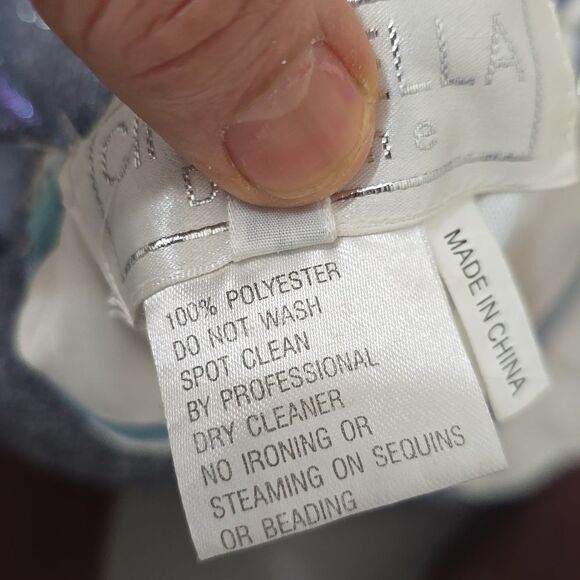 100% POLYESTER
DO NOT WASH
SPOT CLEAN
BY PROFESSIONAL
DRY CLEANER
NO IRONING OR
STEAMING ON SEQUINS
OR BEADING
MADE IN CHINA